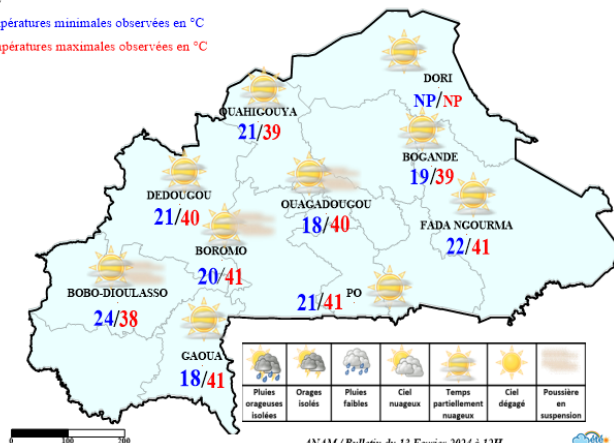 pératures minimales observées en °C
pératures maximales observées en °C
DORI
NP/NP
OUAHIGOUYA
21/39
BOGANDE
19/39
DEDOUGOU
21/40
OUAGADOUGOU
18/40
FADA NGOURMA
22/41
BOROMO
20/41
PO
21/41
BOBO-DIOULASSO
24/38
GAOUA
18/41
Pluies orageuses isolées
Orages isolés
Pluies faibles
Ciel nuageux
Temps partiellement nuageux
Ciel dégagé
Poussière en suspension
0 100 200
ANAM / Bulletin du 13 Fevrier 2024 à 12H